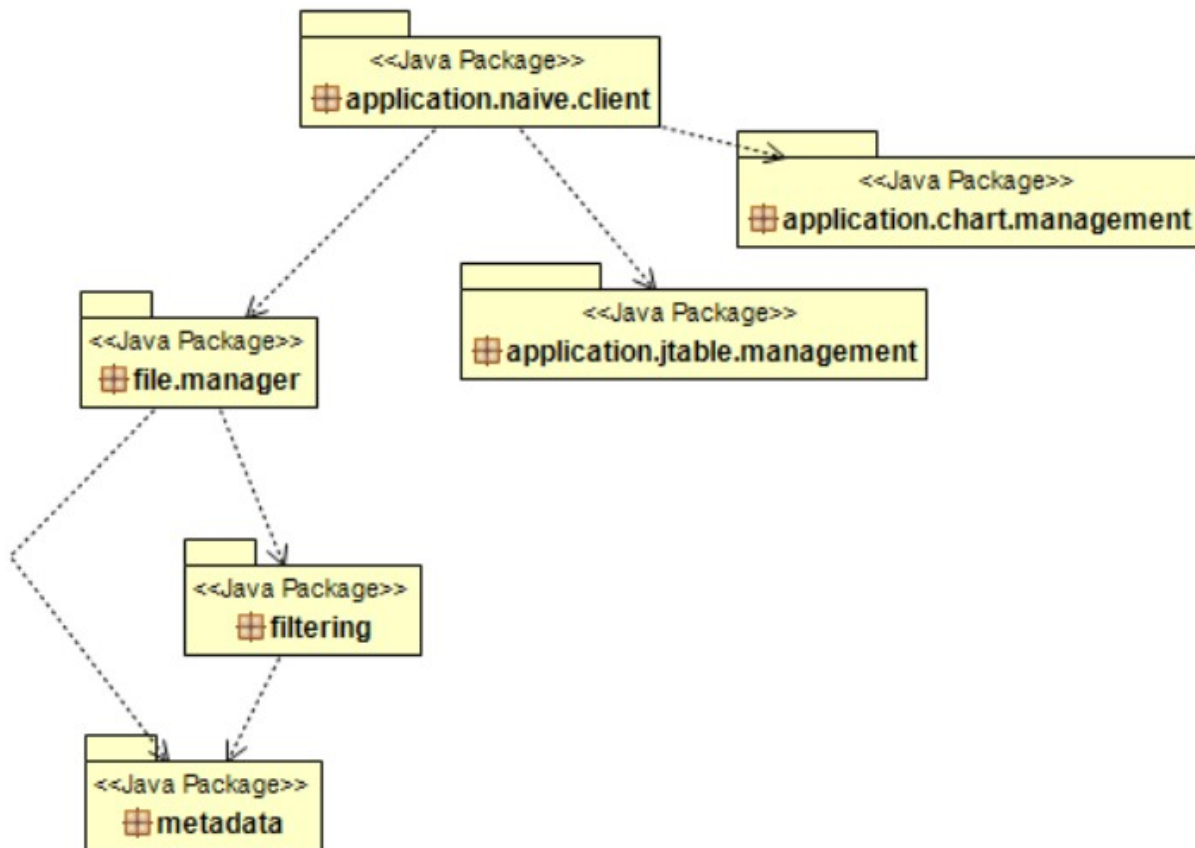 <<Java Package>>
application.naive.client
<<Java Package>>
application.chart.management
<<Java Package>>
application.jtable.management
<<Java Package>>
file.manager
<<Java Package>>
filtering
<<Java Package>>
metadata